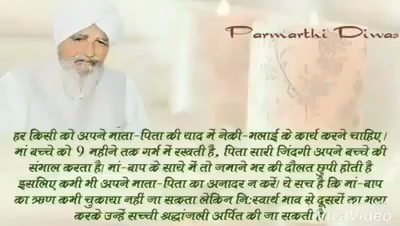 Parmarthi Diwas
हर किसी को अपने माता-पिता की याद में नेकी-भलाई के कार्य करने चाहिए।
मां बच्चे को 9 महीने तक गर्भ में रखती है, पिता सारी जिंदगी अपने बच्चे की
संभाल करता है। मां-बाप के साये में तो जमाने भर की दौलत छुपी होती है
इसलिए कभी भी अपने माता-पिता का अनादर न करें। ये सच है कि मां-बाप
का ऋण कभी चुकाया नहीं जा सकता लेकिन नि:स्वार्थ भाव से दूसरों का भला
करके उन्हें सच्ची श्रद्धांजली अर्पित की जा सकती
VivaVideo